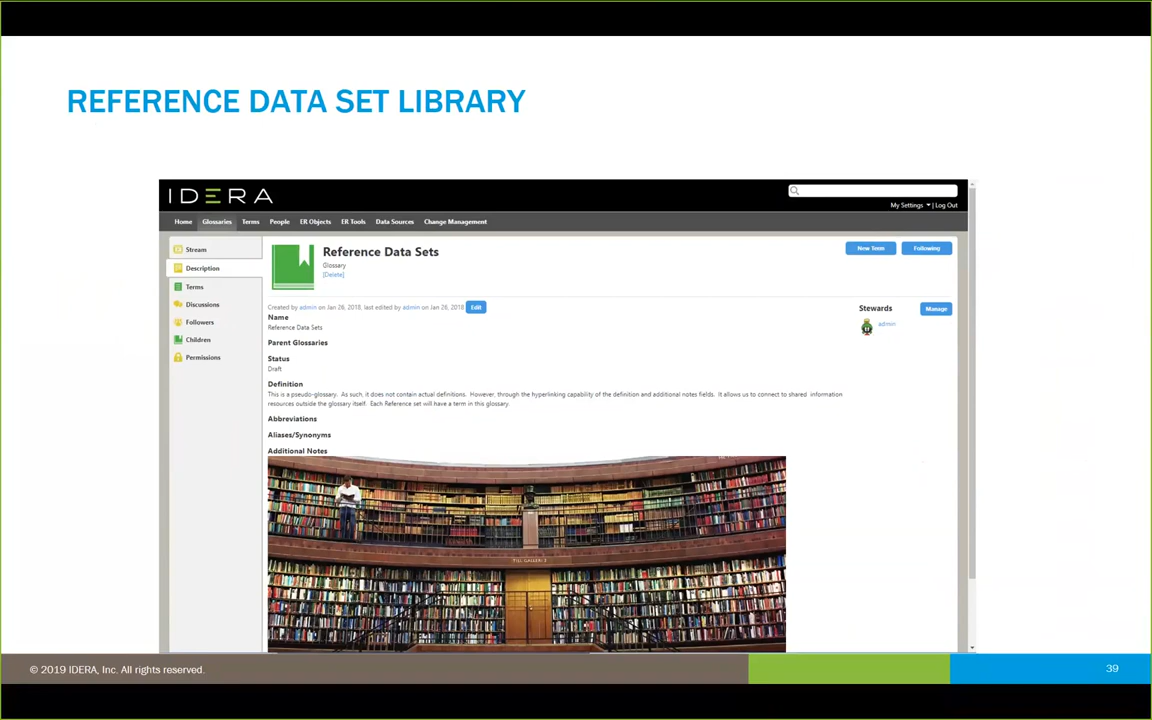 REFERENCE DATA SET LIBRARY
IDERA
My Settings | Log Out
Home Glossaries Terms People ER Objects ER Tools Data Sources Change Management
Stream
Description
Terms
Discussions
Followers
Children
Permissions
Reference Data Sets
Glossary
[Delete]
New Term Following
Created by admin on Jan 26, 2018, last edited by admin on Jan 26, 2018 Edit
Stewards Manage
admin
Name
Reference Data Sets
Parent Glossaries
Status
Draft
Definition
This is a pseudo-glossary. As such, it does not contain actual definitions. However, through the hyperlinking capability of the definition and additional notes fields. It allows us to connect to shared information
resources outside the glossary itself. Each Reference set will have a term in this glossary.
Abbreviations
Aliases/Synonyms
Additional Notes
TILL GALLERI 3
© 2019 IDERA, Inc. All rights reserved.
39